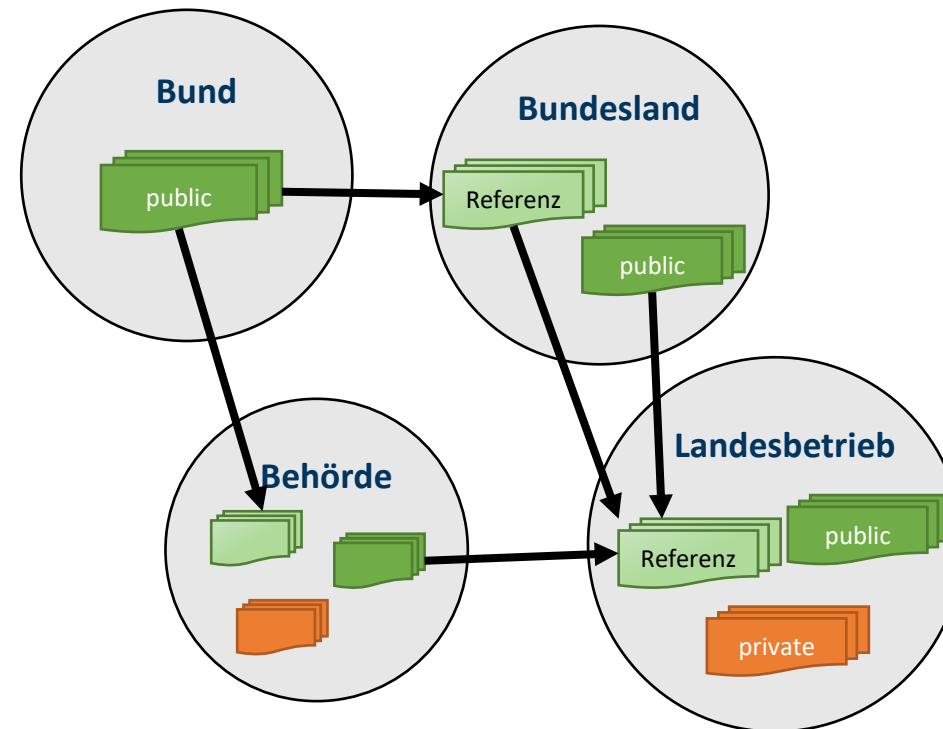 Bund
public
Bundesland
Referenz
public
Behörde
Landesbetrieb
public
Referenz
private